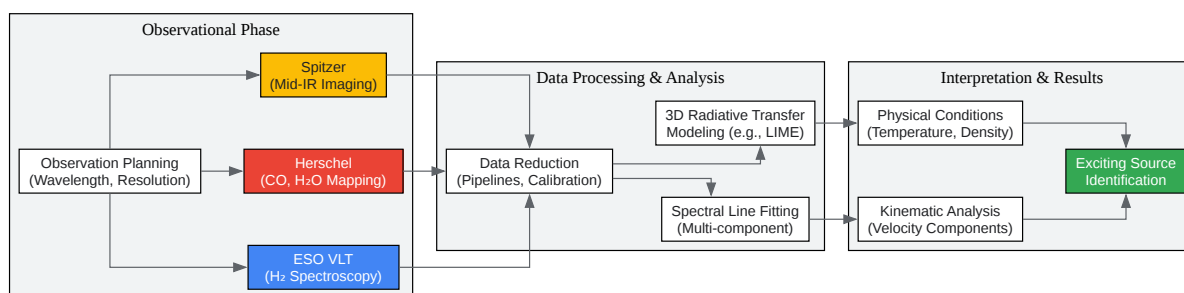 Observational Phase
Spitzer
(Mid-IR Imaging)
Observation Planning
(Wavelength, Resolution)
Herschel
(CO, H₂O Mapping)
ESO VLT
(H₂ Spectroscopy)
Data Processing & Analysis
Data Reduction
(Pipelines, Calibration)
3D Radiative Transfer
Modeling (e.g., LIME)
Spectral Line Fitting
(Multi-component)
Interpretation & Results
Physical Conditions
(Temperature, Density)
Kinematic Analysis
(Velocity Components)
Exciting Source
Identification